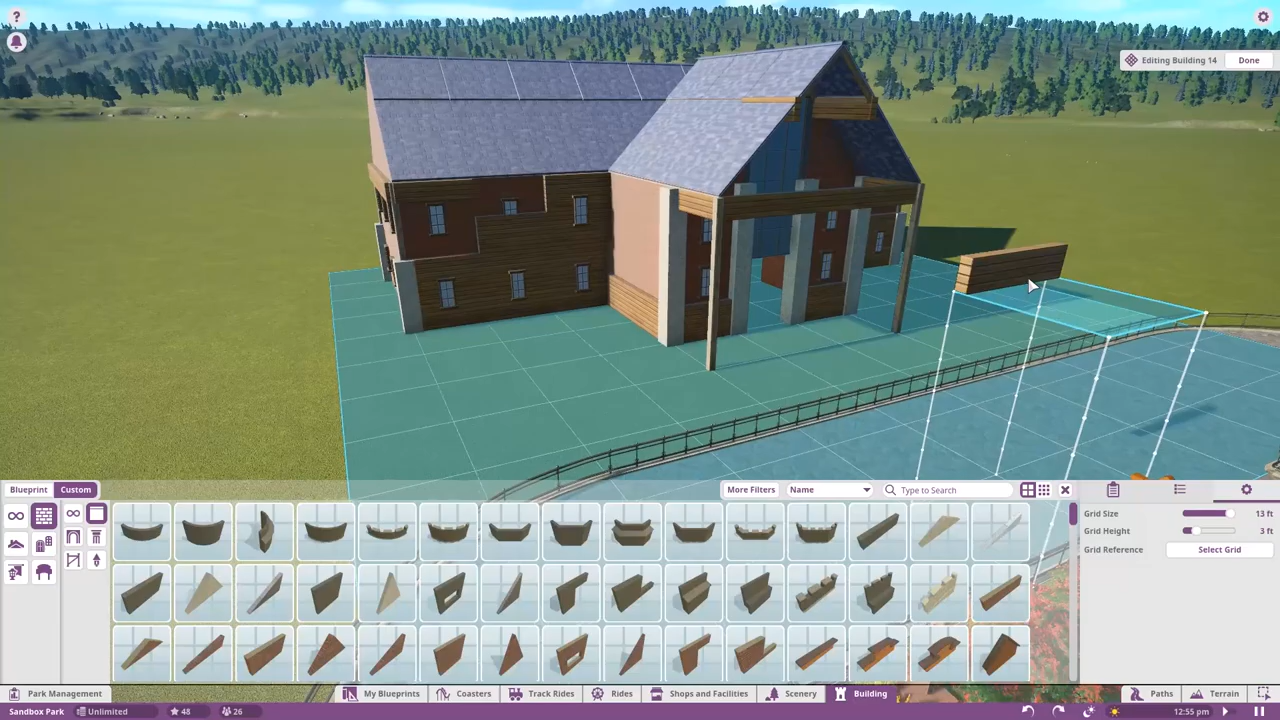 ?
Editing Building 14 Done
Blueprint Custom More Filters Name Type to Search
Grid Size 13 ft
Grid Height 3 ft
Grid Reference Select Grid
Park Management My Blueprints Coasters Track Rides Rides Shops and Facilities Scenery Building Paths Terrain
Sandbox Park Unlimited 48 26 12:55 pm